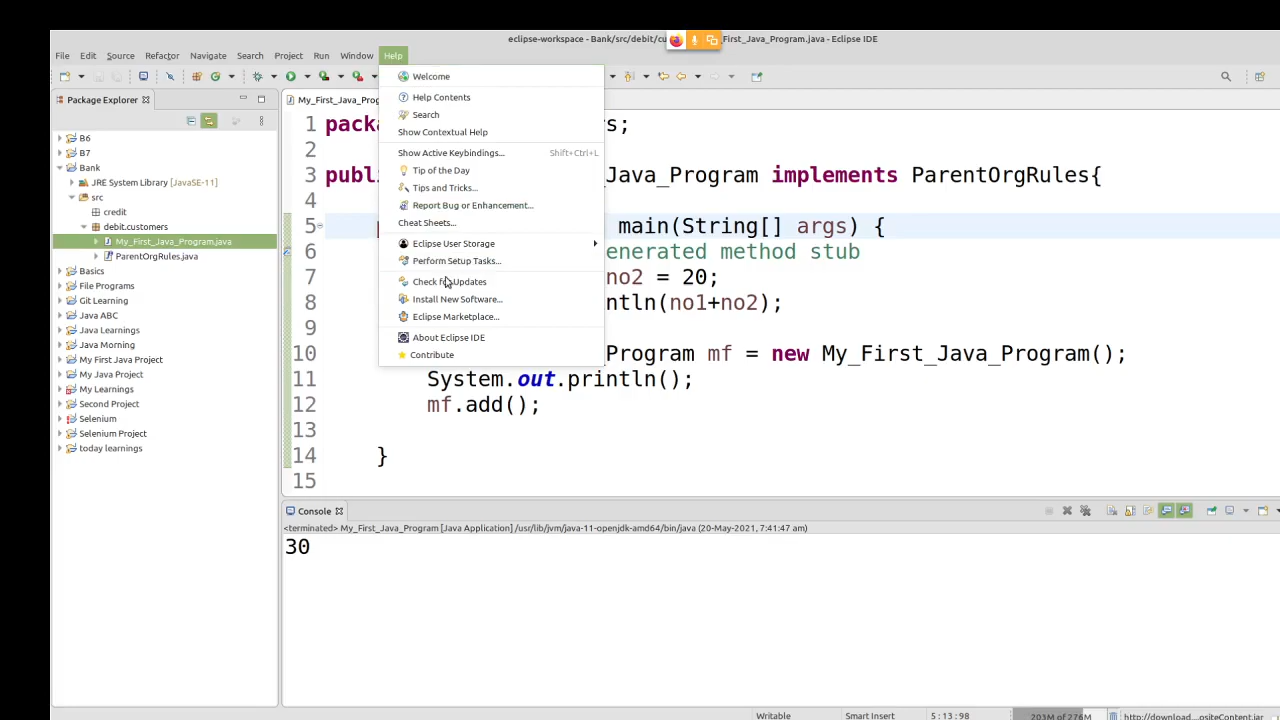 eclipse-workspace - Bank/src/debit/cu _First_Java_Program.java - Eclipse IDE
File Edit Source Refactor Navigate Search Project Run Window Help
Package Explorer
B6
B7
Bank
JRE System Library [JavaSE-11]
src
credit
debit.customers
My_First_Java_Program.java
ParentOrgRules.java
Basics
File Programs
Git Learning
Java ABC
Java Learnings
Java Morning
My First Java Project
My Java Project
My Learnings
Second Project
Selenium
Selenium Project
today learnings
Welcome
Help Contents
Search
Show Contextual Help
Show Active Keybindings... Shift+Ctrl+L
Tip of the Day
Tips and Tricks...
Report Bug or Enhancement...
Cheat Sheets...
Eclipse User Storage
Perform Setup Tasks...
Check for Updates
Install New Software...
Eclipse Marketplace...
About Eclipse IDE
Contribute
My_First_Java_Prog
1 pack s;
2
3 publi Java_Program implements ParentOrgRules{
4
5 main(String[] args) {
6 enerated method stub
7 no2 = 20;
8 ntln(no1+no2);
9
10 Program mf = new My_First_Java_Program();
11 System.out.println();
12 mf.add();
13
14 }
15
Console
<terminated> My_First_Java_Program [Java Application] /usr/lib/jvm/java-11-openjdk-amd64/bin/java (20-May-2021, 7:41:47 am)
30
Writable Smart Insert 5 : 13 : 98 203M of 276M http://download....ositeContent.jar